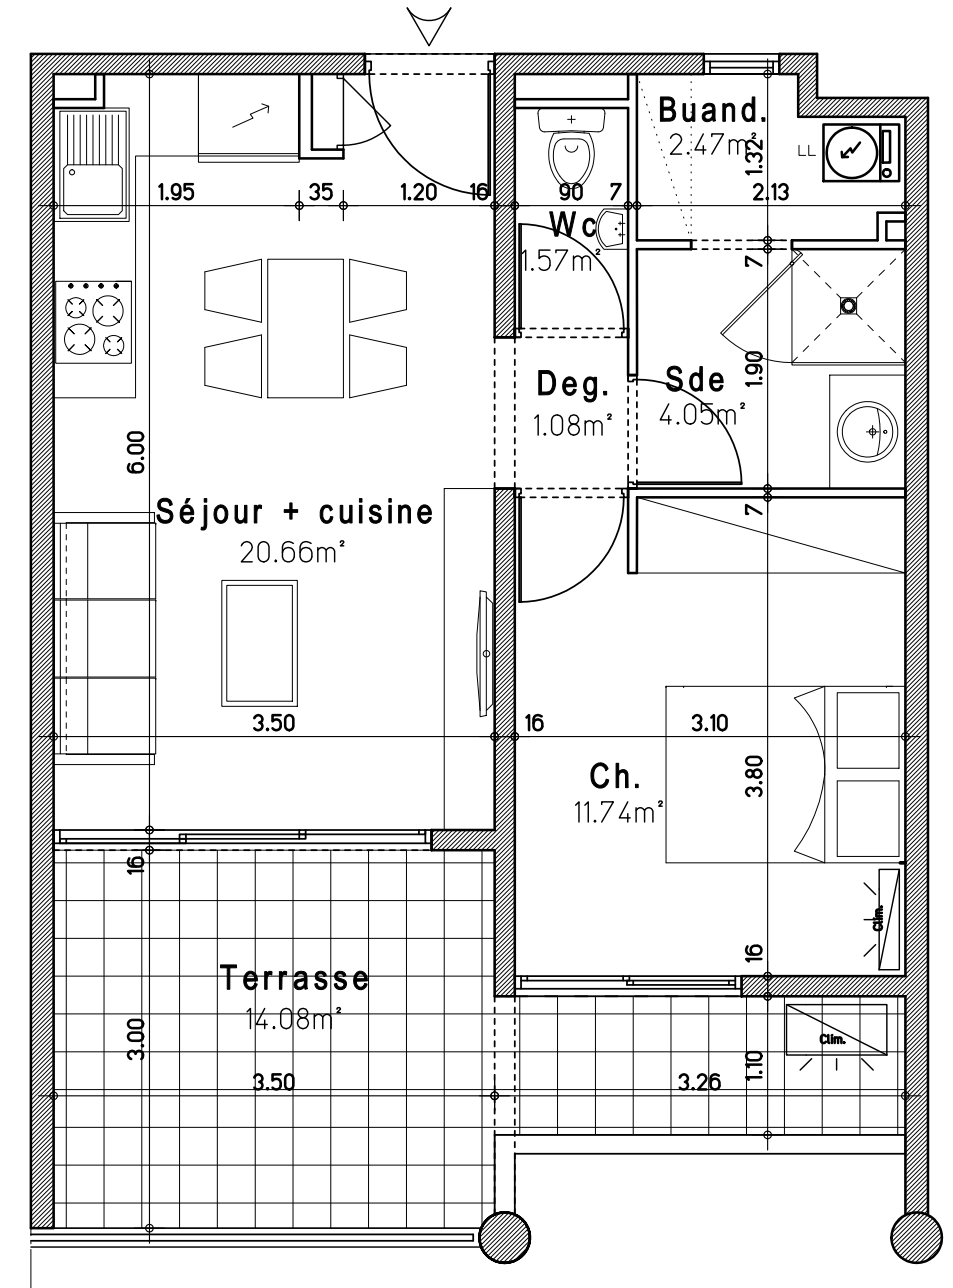 Buand.
2.47m²
1.32
LL
1.95
35
1.20
16
90
7
2.13
Wc
1.57m²
7
Deg.
1.08m²
Sde
4.05m²
1.90
6.00
Séjour + cuisine
20.66m²
7
3.50
16
3.10
Ch.
11.74m²
3.80
16
Clim.
16
Terrasse
14.08m²
3.00
Clim.
1.10
3.50
3.26